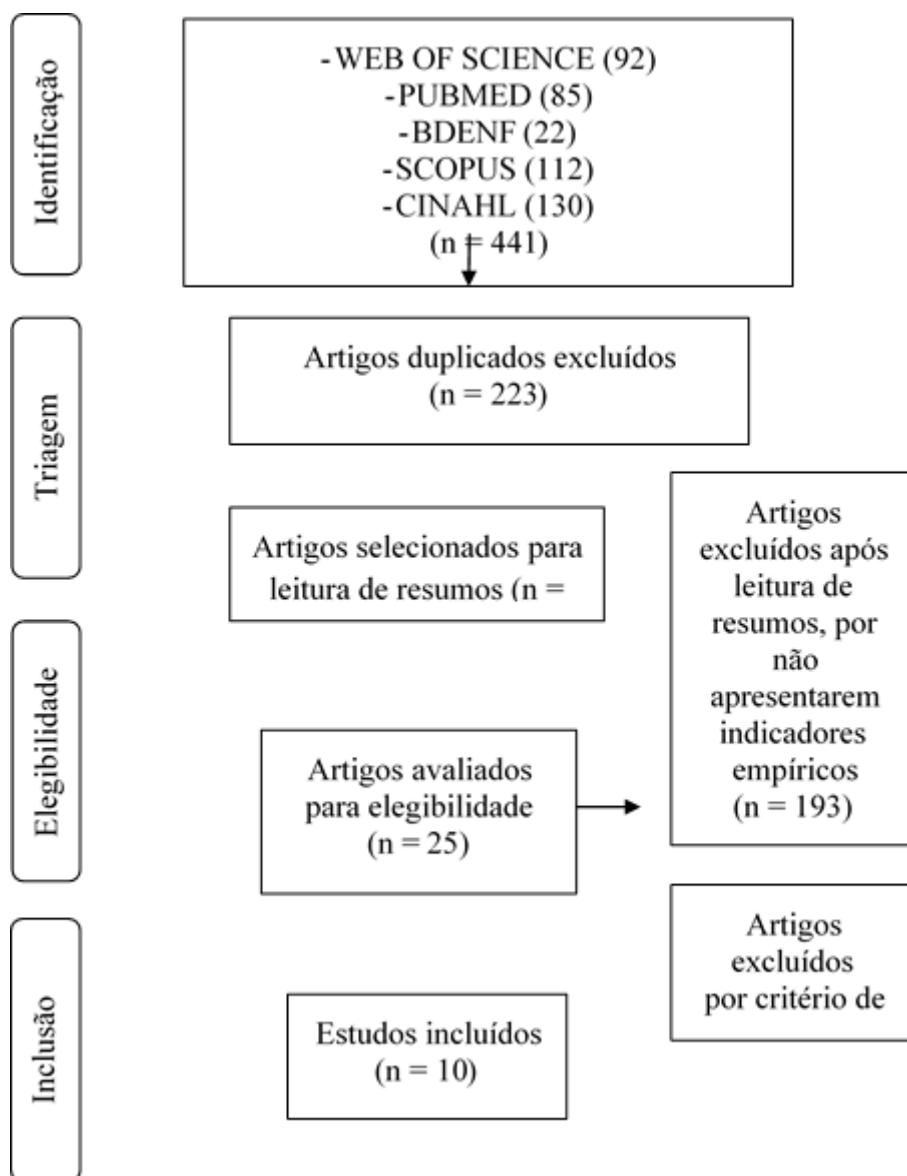 Identificação
-WEB OF SCIENCE (92)
-PUBMED (85)
-BDENF (22)
-SCOPUS (112)
-CINAHL (130)
(n = 441)
Triagem
Artigos duplicados excluídos
(n = 223)
Artigos selecionados para
leitura de resumos (n =
Artigos
excluídos após
leitura de
resumos, por
não
apresentarem
indicadores
empíricos
(n = 193)
Elegibilidade
Artigos avaliados
para elegibilidade
(n = 25)
Artigos
excluídos
por critério de
Inclusão
Estudos incluídos
(n = 10)